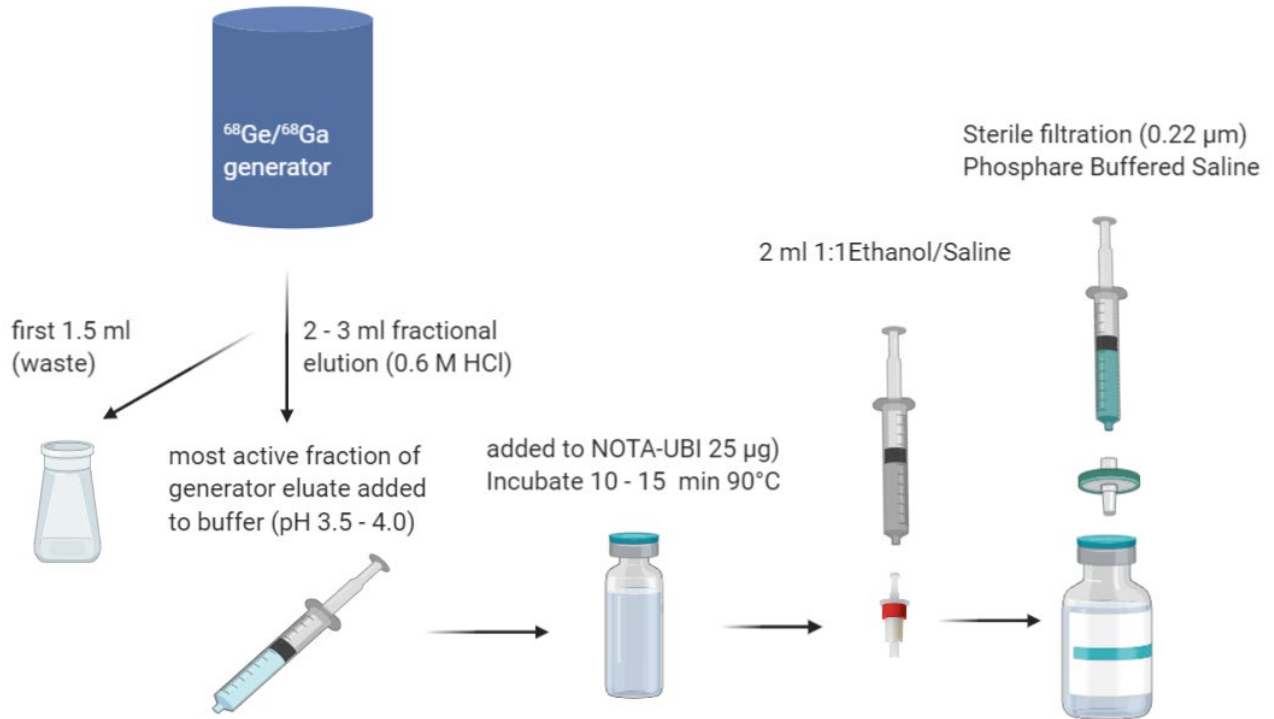 ⁶⁸Ge/⁶⁸Ga
generator
first 1.5 ml
(waste)
2 - 3 ml fractional
elution (0.6 M HCl)
most active fraction of
generator eluate added
to buffer (pH 3.5 - 4.0)
added to NOTA-UBI 25 µg)
Incubate 10 - 15  min 90°C
2 ml 1:1Ethanol/Saline
Sterile filtration (0.22 µm)
Phosphare Buffered Saline